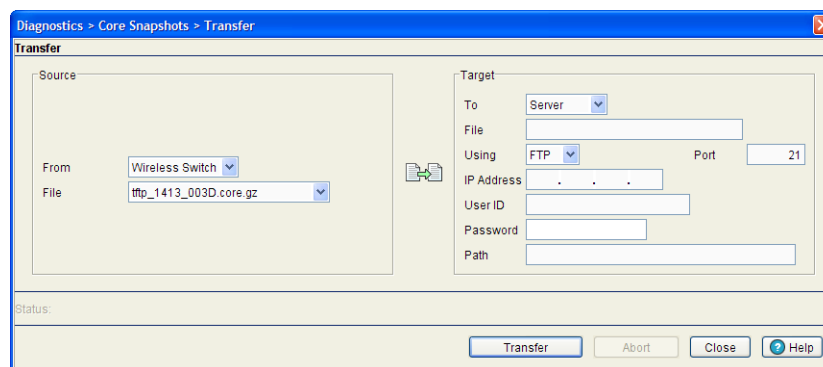 Diagnostics > Core Snapshots > Transfer
Transfer
Source
From Wireless Switch
File tftp_1413_003D.core.gz
Target
To Server
File
Using FTP Port 21
IP Address . . .
User ID
Password
Path
Status:
Transfer Abort Close ? Help